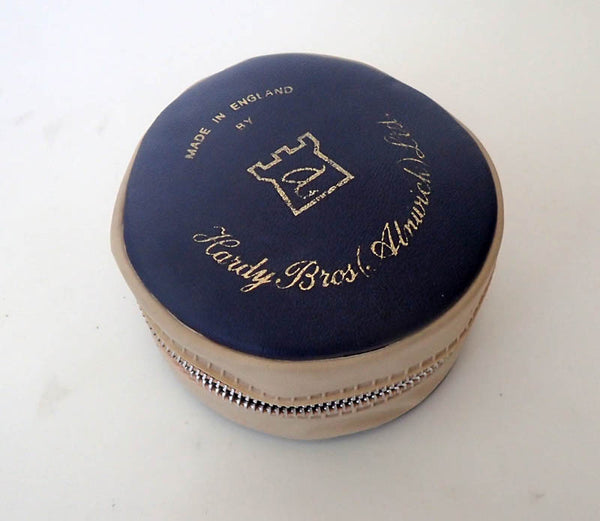 MADE IN ENGLAND
BY
Hardy Bros(. Alnwick) Ltd.